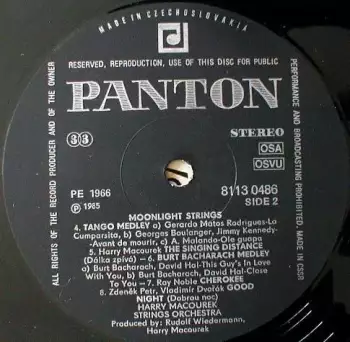 MADE IN CZECHOSLOVAKIA
RESERVED, REPRODUCTION, USE OF THIS DISC FOR PUBLIC
PERFORMANCE AND BROADCASTING PROHIBITED. MADE IN CSSR
ALL RIGHTS OF THE RECORD PRODUCER AND OF THE OWNER
PANTON
33
STEREO
OSA
OSVU
PE 1966
8113 0486
Ⓟ 1985
SIDE 2
MOONLIGHT STRINGS
4. TANGO MEDLEY a) Gerardo Matos Rodrigues-Lo
Cumparsita, b) Georges Boulanger, Jimmy Kennedy-
-Avant de mourir, c) A. Malando-Ole guapa
5. Harry Macourek THE SINGING DISTANCE
(Dálka zpívá) – 6. BURT BACHARACH MEDLEY
a) Burt Bacharach, David Hal-This Guy's In Love
With You, b) Burt Bacharach, David Hal-Close
To You – 7. Ray Noble CHEROKEE
8. Zdeněk Petr, Vladimír Dvořák GOOD
NIGHT (Dobrou noc)
HARRY MACOUREK
STRINGS ORCHESTRA
Produced by: Rudolf Wiedermann,
Harry Macourek